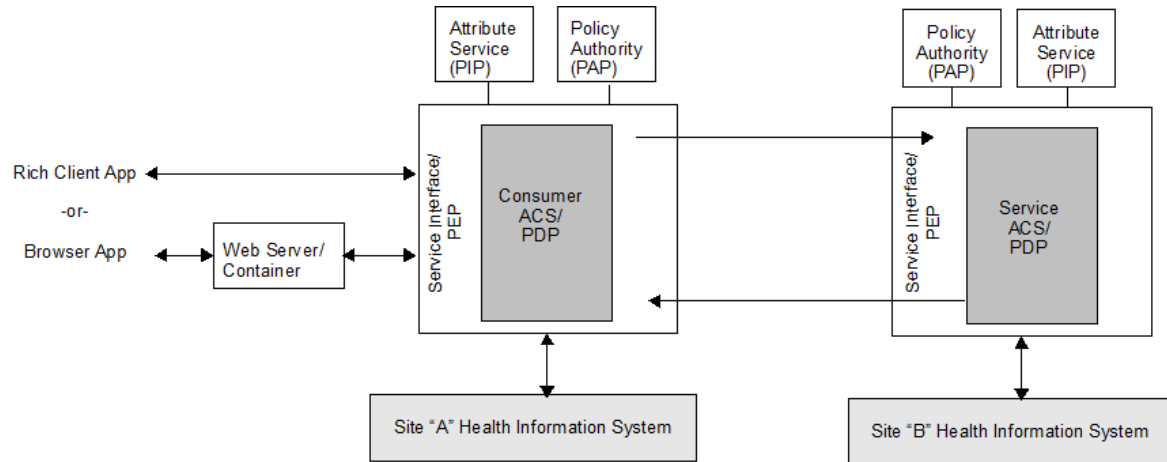 Attribute
Service
(PIP)
Policy
Authority
(PAP)
Policy
Authority
(PAP)
Attribute
Service
(PIP)
Rich Client App
-or-
Browser App
Web Server/
Container
Service Interface/
PEP
Consumer
ACS/
PDP
Service Interface/
PEP
Service
ACS/
PDP
Site “A” Health Information System
Site “B” Health Information System